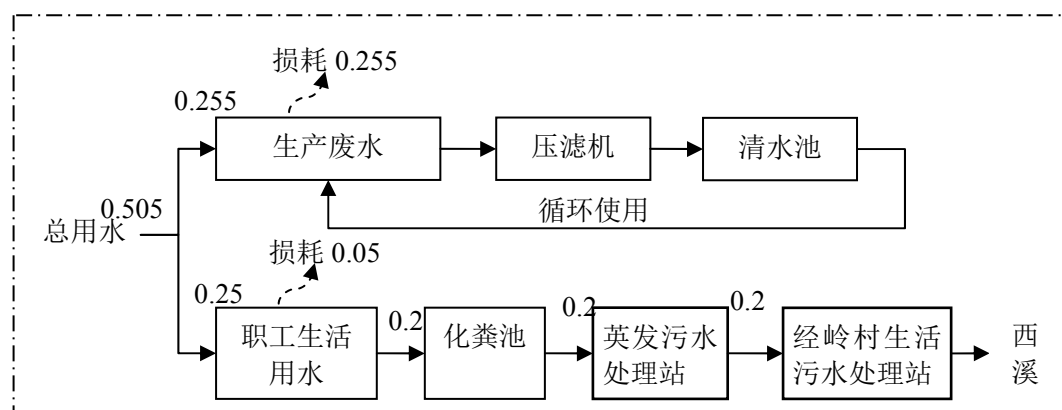 损耗 0.255
0.255
生产废水
压滤机
清水池
循环使用
0.505
总用水
损耗 0.05
0.25
职工生活
用水
0.2
化粪池
0.2
英发污水
处理站
0.2
经岭村生活
污水处理站
西
溪